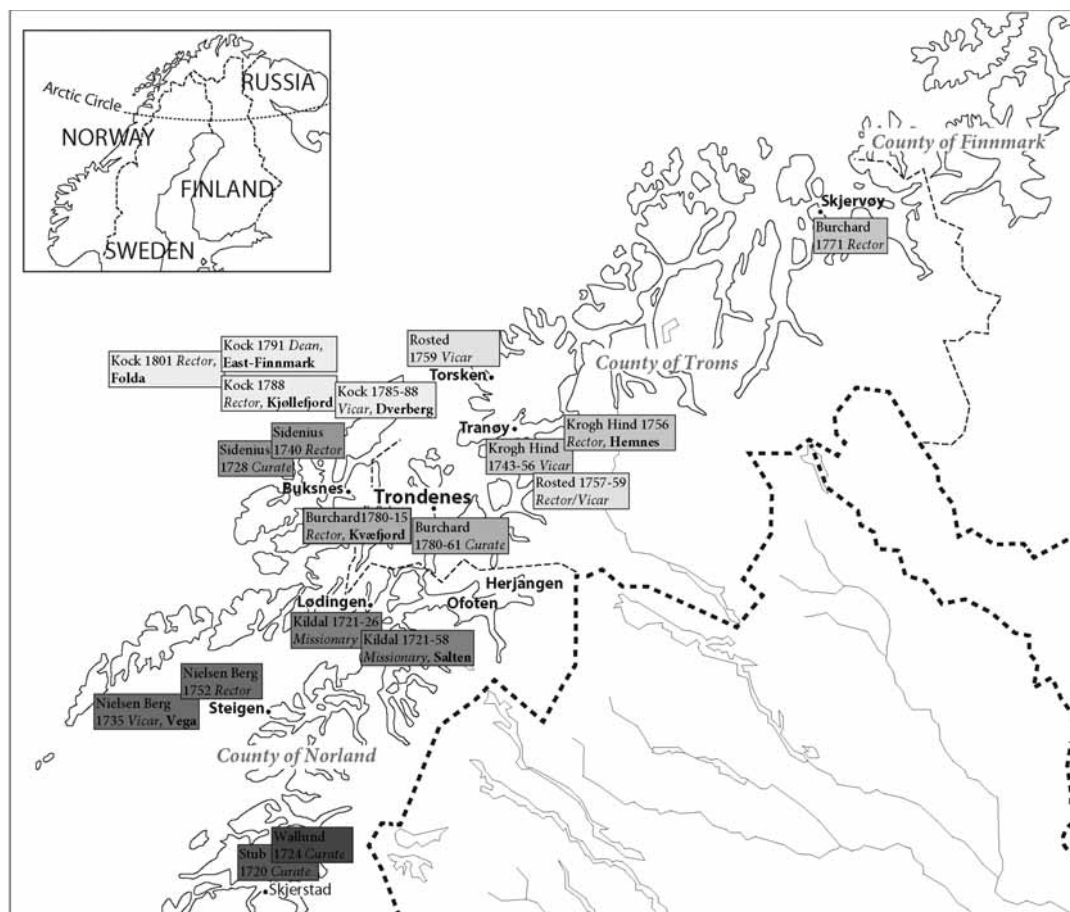 RUSSIA
Arctic Circle
NORWAY
FINLAND
SWEDEN
County of Finnmark
Skjervøy
Burchard
1771 Rector
County of Troms
Kock 1791 Dean,
East-Finnmark
Kock 1801 Rector,
Folda
Kock 1788
Rector, Kjøllefjord
Kock 1785-88
Vicar, Dverberg
Rosted
1759 Vicar
Torsken
Tranøy
Krogh Hind 1756
Rector, Hemnes
Krogh Hind
1743-56 Vicar
Rosted 1757-59
Rector/Vicar
Sidenius
1740 Rector
Sidenius
1728 Curate
Buksnes
Trondenes
Burchard1780-15
Rector, Kvæfjord
Burchard
1780-61 Curate
Herjangen
Ofoten
Lødingen
Kildal 1721-26
Missionary
Kildal 1721-58
Missionary, Salten
Nielsen Berg
1752 Rector
Nielsen Berg
1735 Vicar, Vega
Steigen
County of Norland
Wallund
1724 Curate
Stub
1720 Curate
Skjerstad